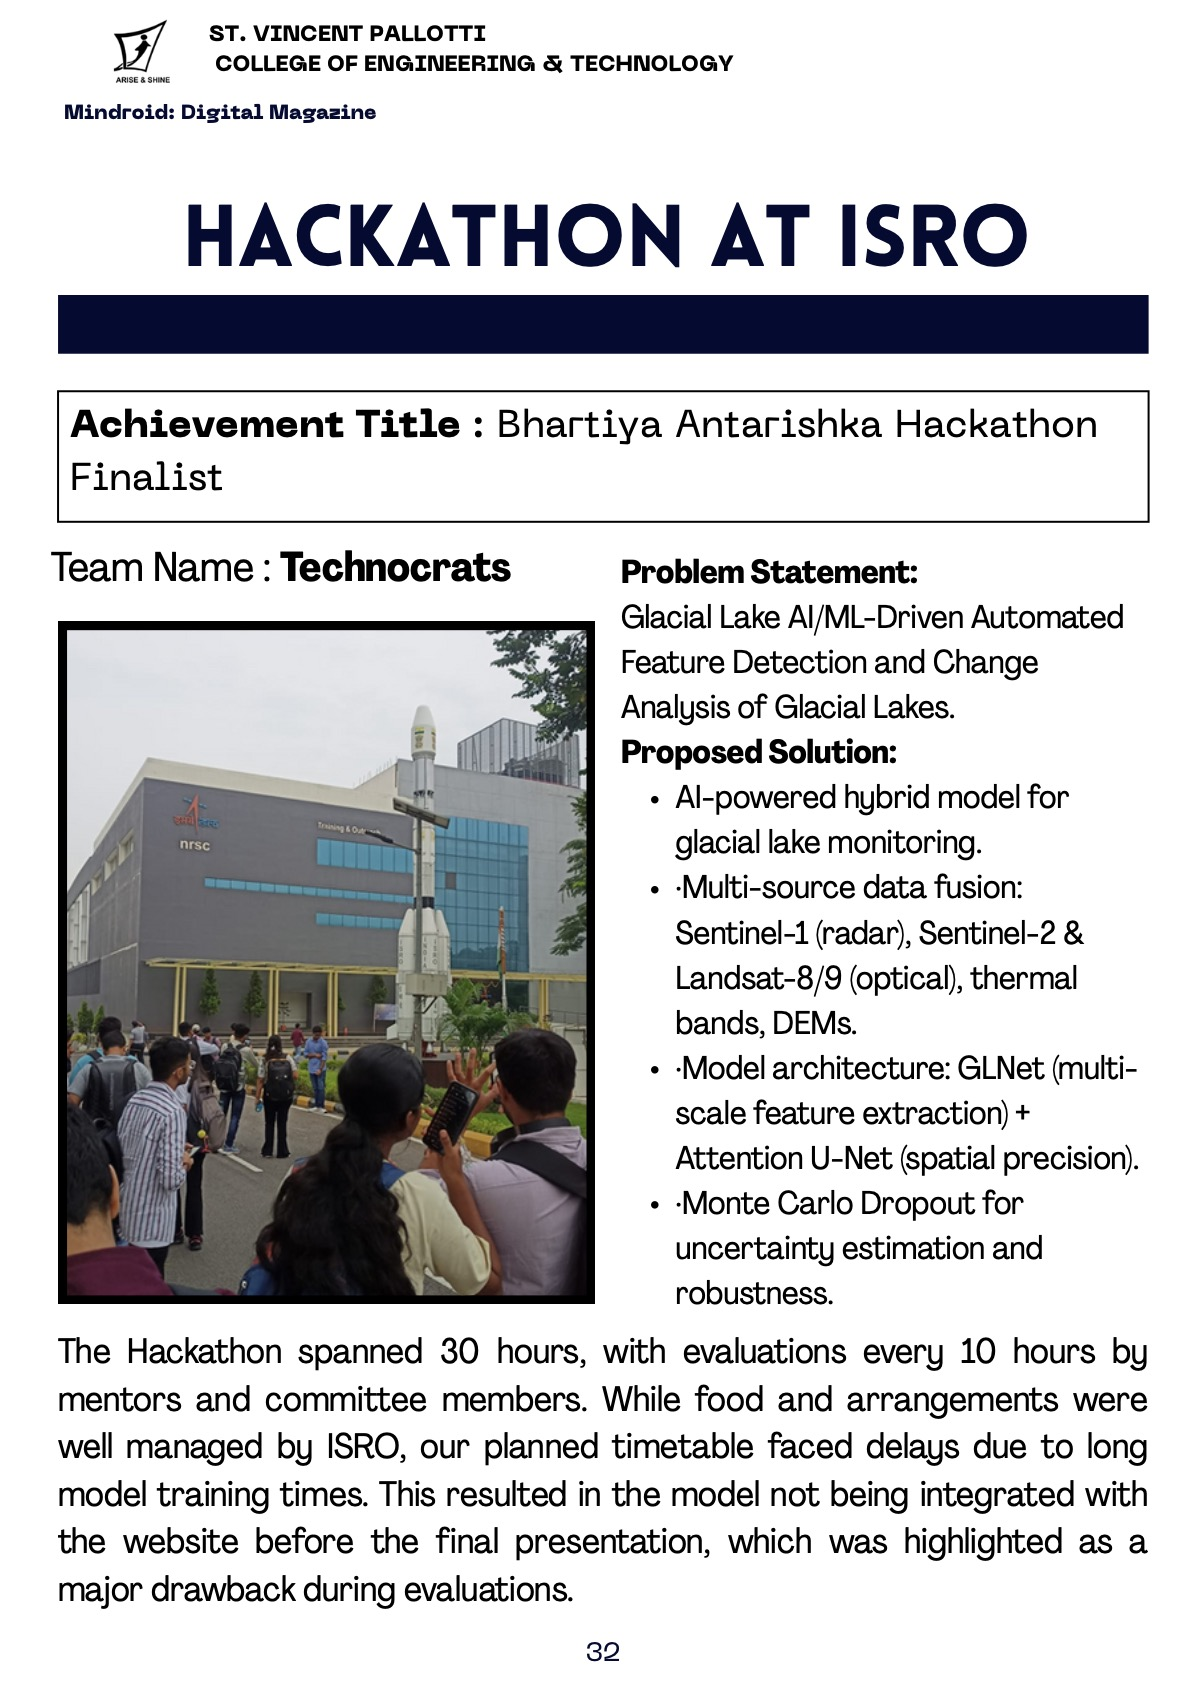 ST. VINCENT PALLOTTI
COLLEGE OF ENGINEERING & TECHNOLOGY
ARISE & SHINE
Mindroid: Digital Magazine
HACKATHON AT ISRO
Achievement Title : Bhartiya Antarishka Hackathon
Finalist
Team Name : Technocrats
इसरो isro
nrsc
Training &
Problem Statement:
Glacial Lake AI/ML-Driven Automated
Feature Detection and Change
Analysis of Glacial Lakes.
Proposed Solution:
• AI-powered hybrid model for
glacial lake monitoring.
• ·Multi-source data fusion:
Sentinel-1 (radar), Sentinel-2 &
Landsat-8/9 (optical), thermal
bands, DEMs.
• ·Model architecture: GLNet (multi-
scale feature extraction) +
Attention U-Net (spatial precision).
• ·Monte Carlo Dropout for
uncertainty estimation and
robustness.
The Hackathon spanned 30 hours, with evaluations every 10 hours by
mentors and committee members. While food and arrangements were
well managed by ISRO, our planned timetable faced delays due to long
model training times. This resulted in the model not being integrated with
the website before the final presentation, which was highlighted as a
major drawback during evaluations.
32